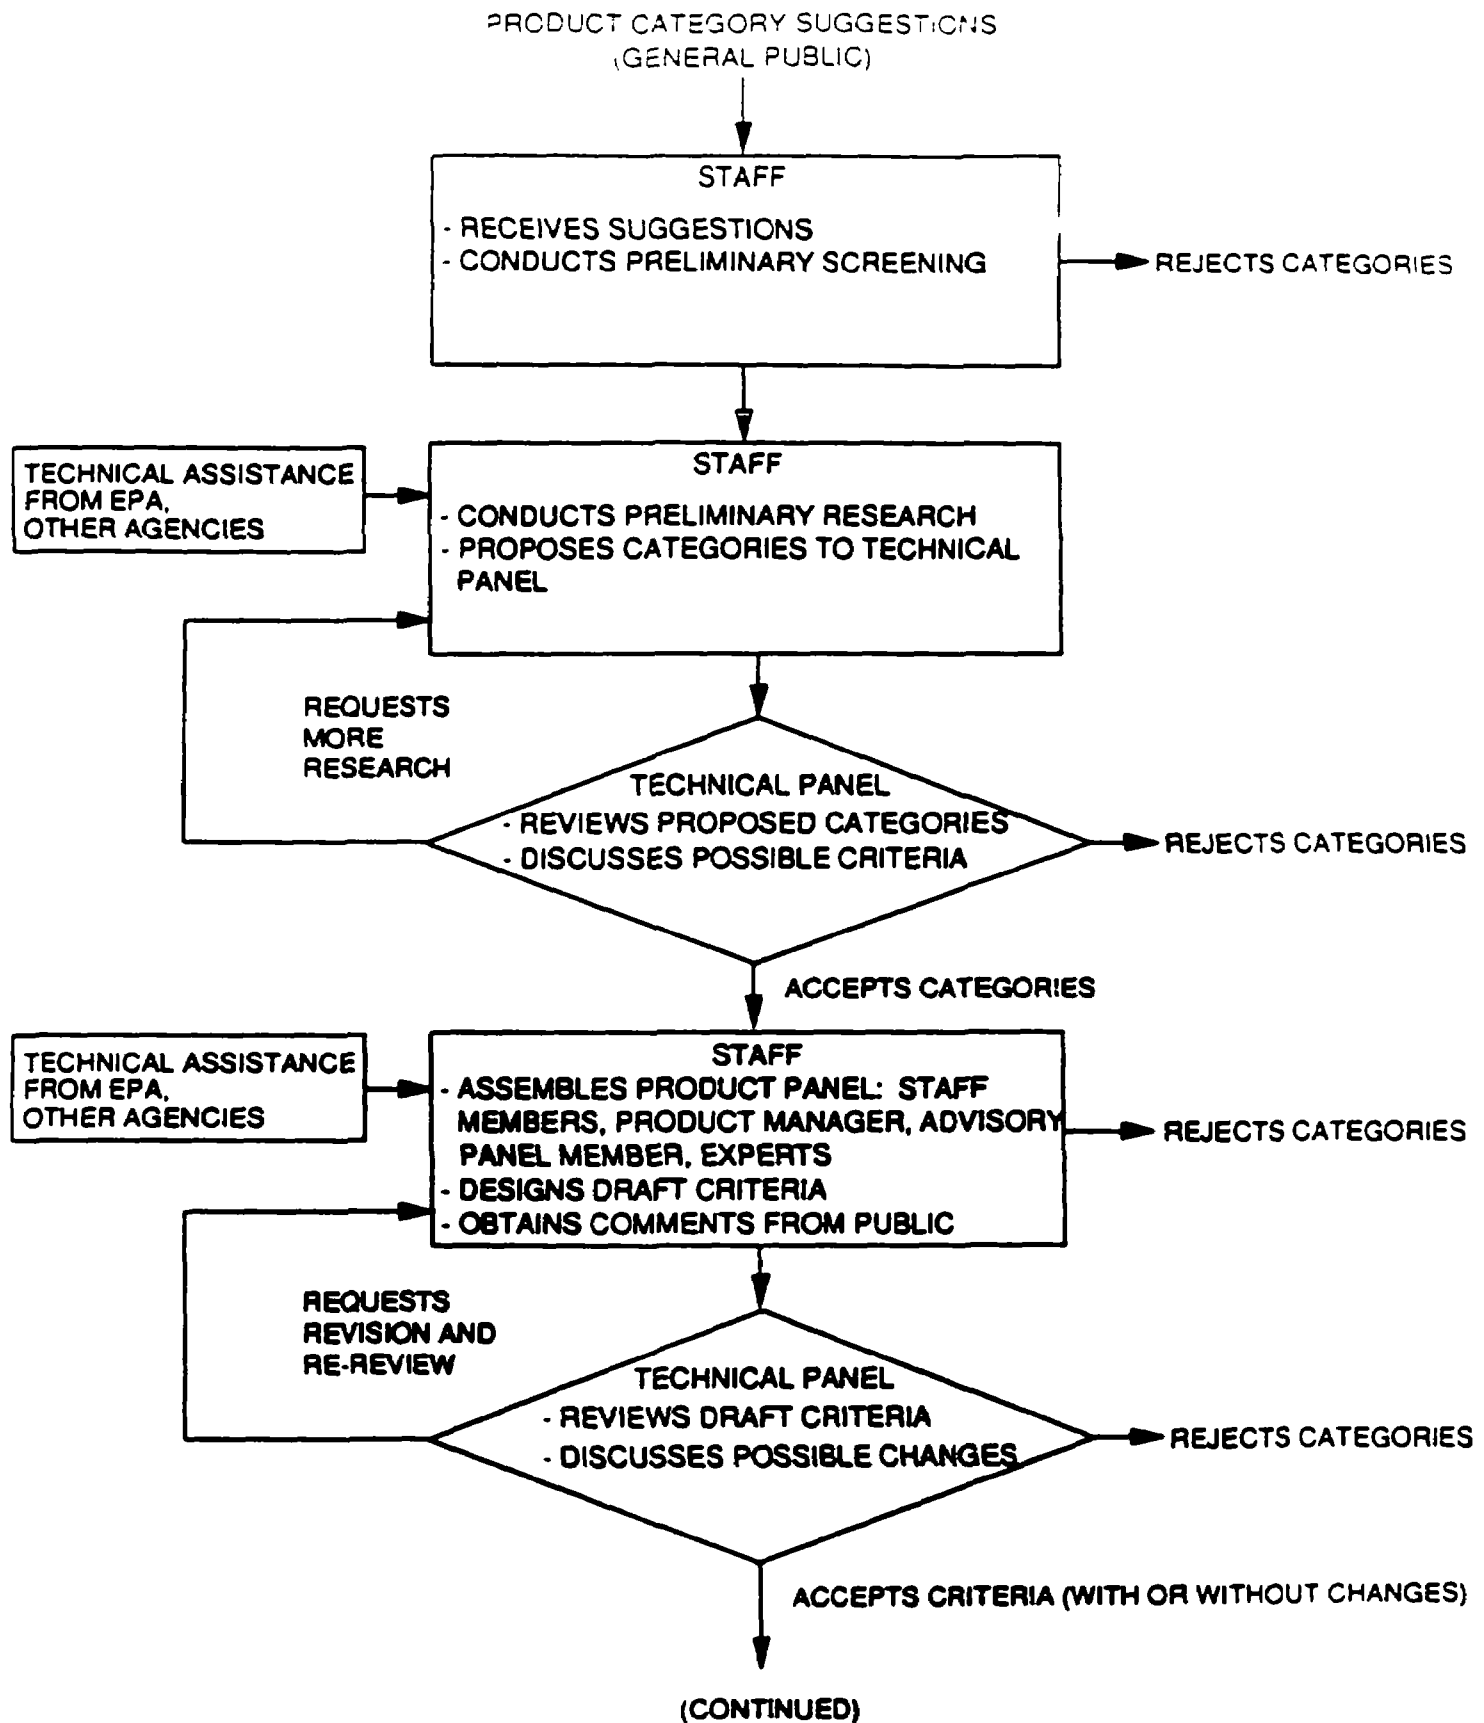 PRODUCT CATEGORY SUGGESTIONS
(GENERAL PUBLIC)
STAFF
- RECEIVES SUGGESTIONS
- CONDUCTS PRELIMINARY SCREENING
REJECTS CATEGORIES
TECHNICAL ASSISTANCE
FROM EPA,
OTHER AGENCIES
STAFF
- CONDUCTS PRELIMINARY RESEARCH
- PROPOSES CATEGORIES TO TECHNICAL
PANEL
REQUESTS
MORE
RESEARCH
TECHNICAL PANEL
- REVIEWS PROPOSED CATEGORIES
- DISCUSSES POSSIBLE CRITERIA
REJECTS CATEGORIES
ACCEPTS CATEGORIES
TECHNICAL ASSISTANCE
FROM EPA,
OTHER AGENCIES
STAFF
- ASSEMBLES PRODUCT PANEL: STAFF
MEMBERS, PRODUCT MANAGER, ADVISORY
PANEL MEMBER, EXPERTS
- DESIGNS DRAFT CRITERIA
- OBTAINS COMMENTS FROM PUBLIC
REJECTS CATEGORIES
REQUESTS
REVISION AND
RE-REVIEW
TECHNICAL PANEL
- REVIEWS DRAFT CRITERIA
- DISCUSSES POSSIBLE CHANGES
REJECTS CATEGORIES
ACCEPTS CRITERIA (WITH OR WITHOUT CHANGES)
(CONTINUED)